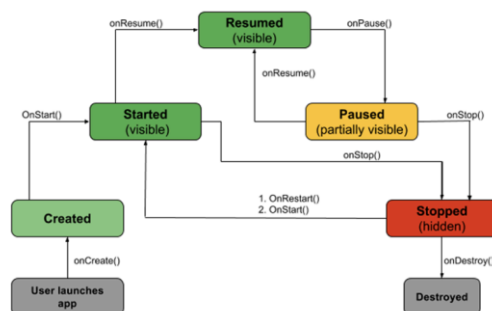 onResume()
Resumed
(visible)
onPause()
onResume()
OnStart()
Started
(visible)
Paused
(partially visible)
onStop()
onStop()
1. OnRestart()
2. OnStart()
Created
Stopped
(hidden)
onCreate()
onDestroy()
User launches
app
Destroyed